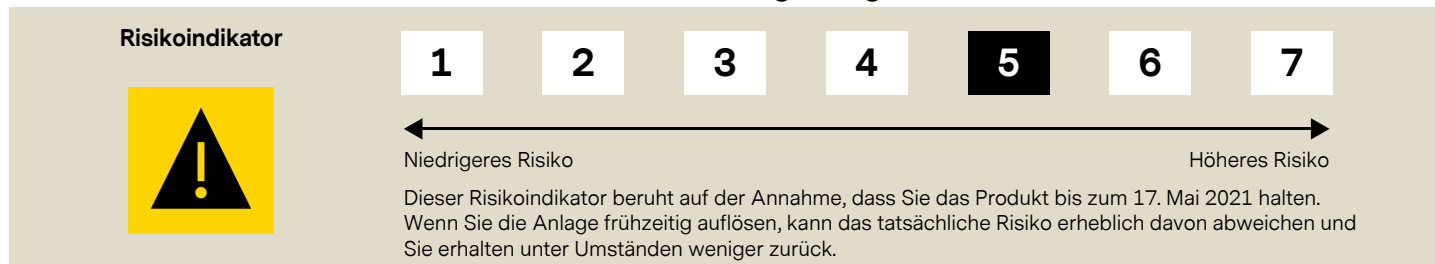 Risikoindikator
1 2 3 4 5 6 7
Niedrigeres Risiko Höheres Risiko
Dieser Risikoindikator beruht auf der Annahme, dass Sie das Produkt bis zum 17. Mai 2021 halten.
Wenn Sie die Anlage frühzeitig auflösen, kann das tatsächliche Risiko erheblich davon abweichen und
Sie erhalten unter Umständen weniger zurück.